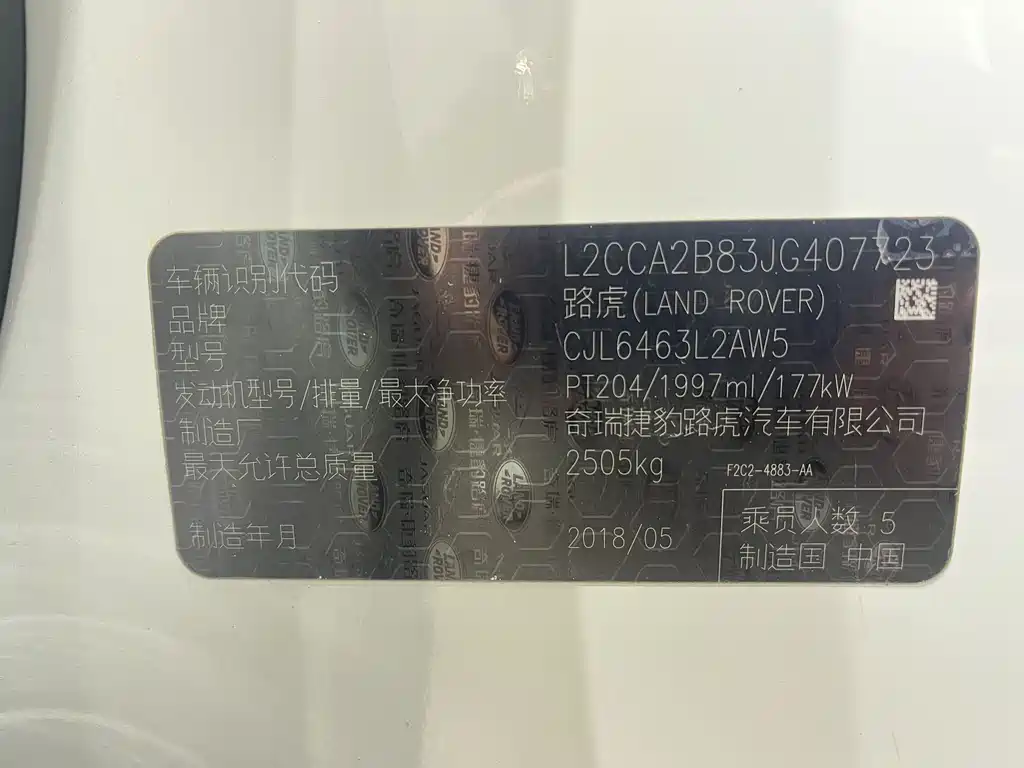 车辆识别代码 L2CCA2B83JG407723
品牌 路虎(LAND ROVER)
型号 CJL6463L2AW5
发动机型号/排量/最大净功率 PT204/1997ml/177kW
制造厂 奇瑞捷豹路虎汽车有限公司
最大允许总质量 2505kg F2C2-4883-AA
乘员人数 5
制造年月 2018/05
制造国 中国